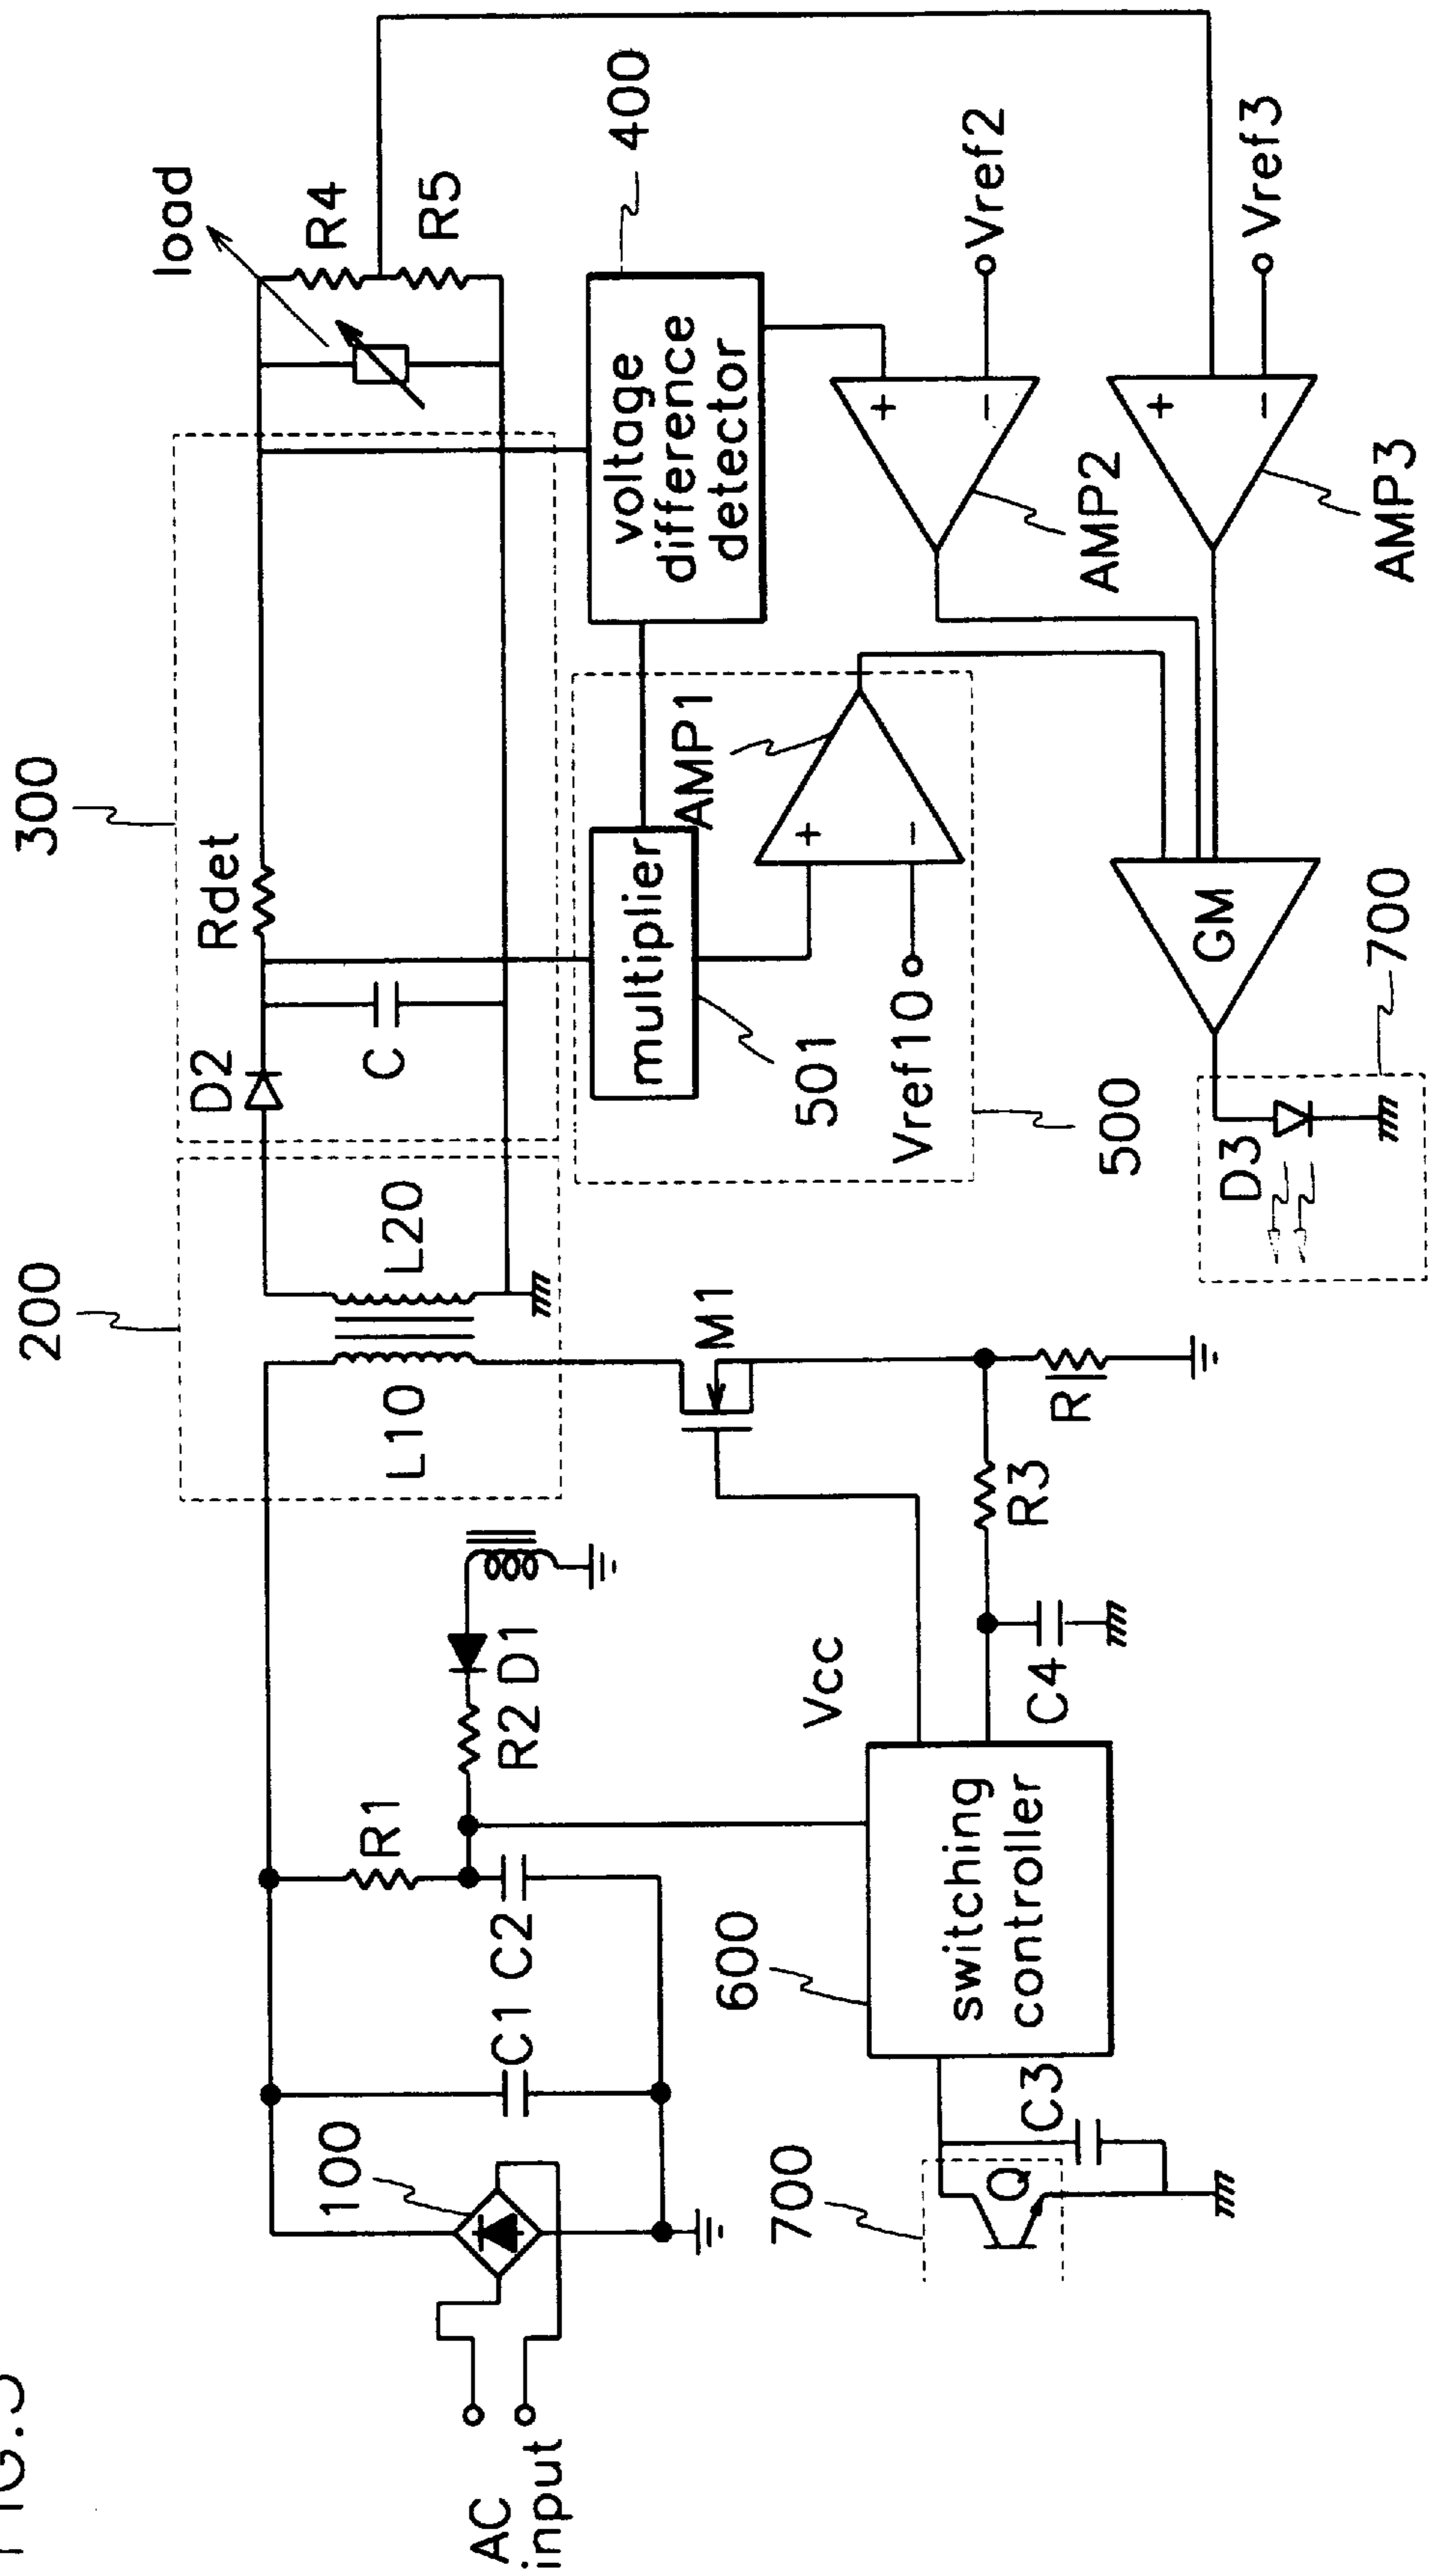 300
200
load
R4
R5
Rdet
D2
C
L20
L10
400
voltage
difference
detector
AMP1
multiplier
501
Vref10
500
Vref2
AMP2
Vref3
AMP3
GM
700
D3
M1
R
R3
C4
Vcc
R1
R2 D1
C2
C1
100
600
switching
controller
C3
Q
700
AC
input